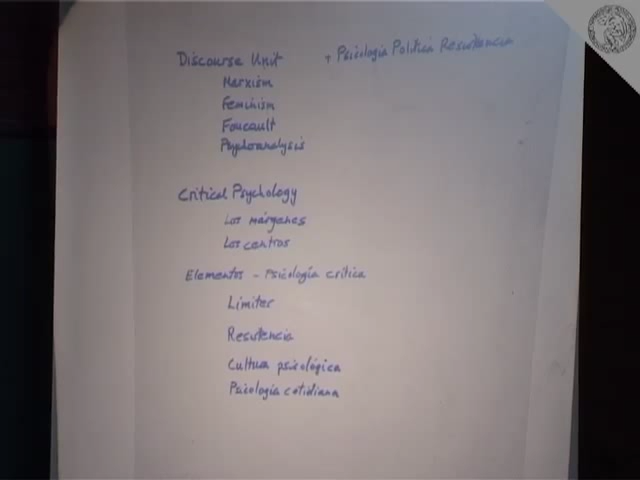 Discourse Unit + Psicología Política Resistencia
Marxism
Feminism
Foucault
Psychoanalysis
Critical Psychology
Los márgenes
Los centros
Elementos - Psicología crítica
Límites
Resistencia
Cultura psicológica
Psicología cotidiana